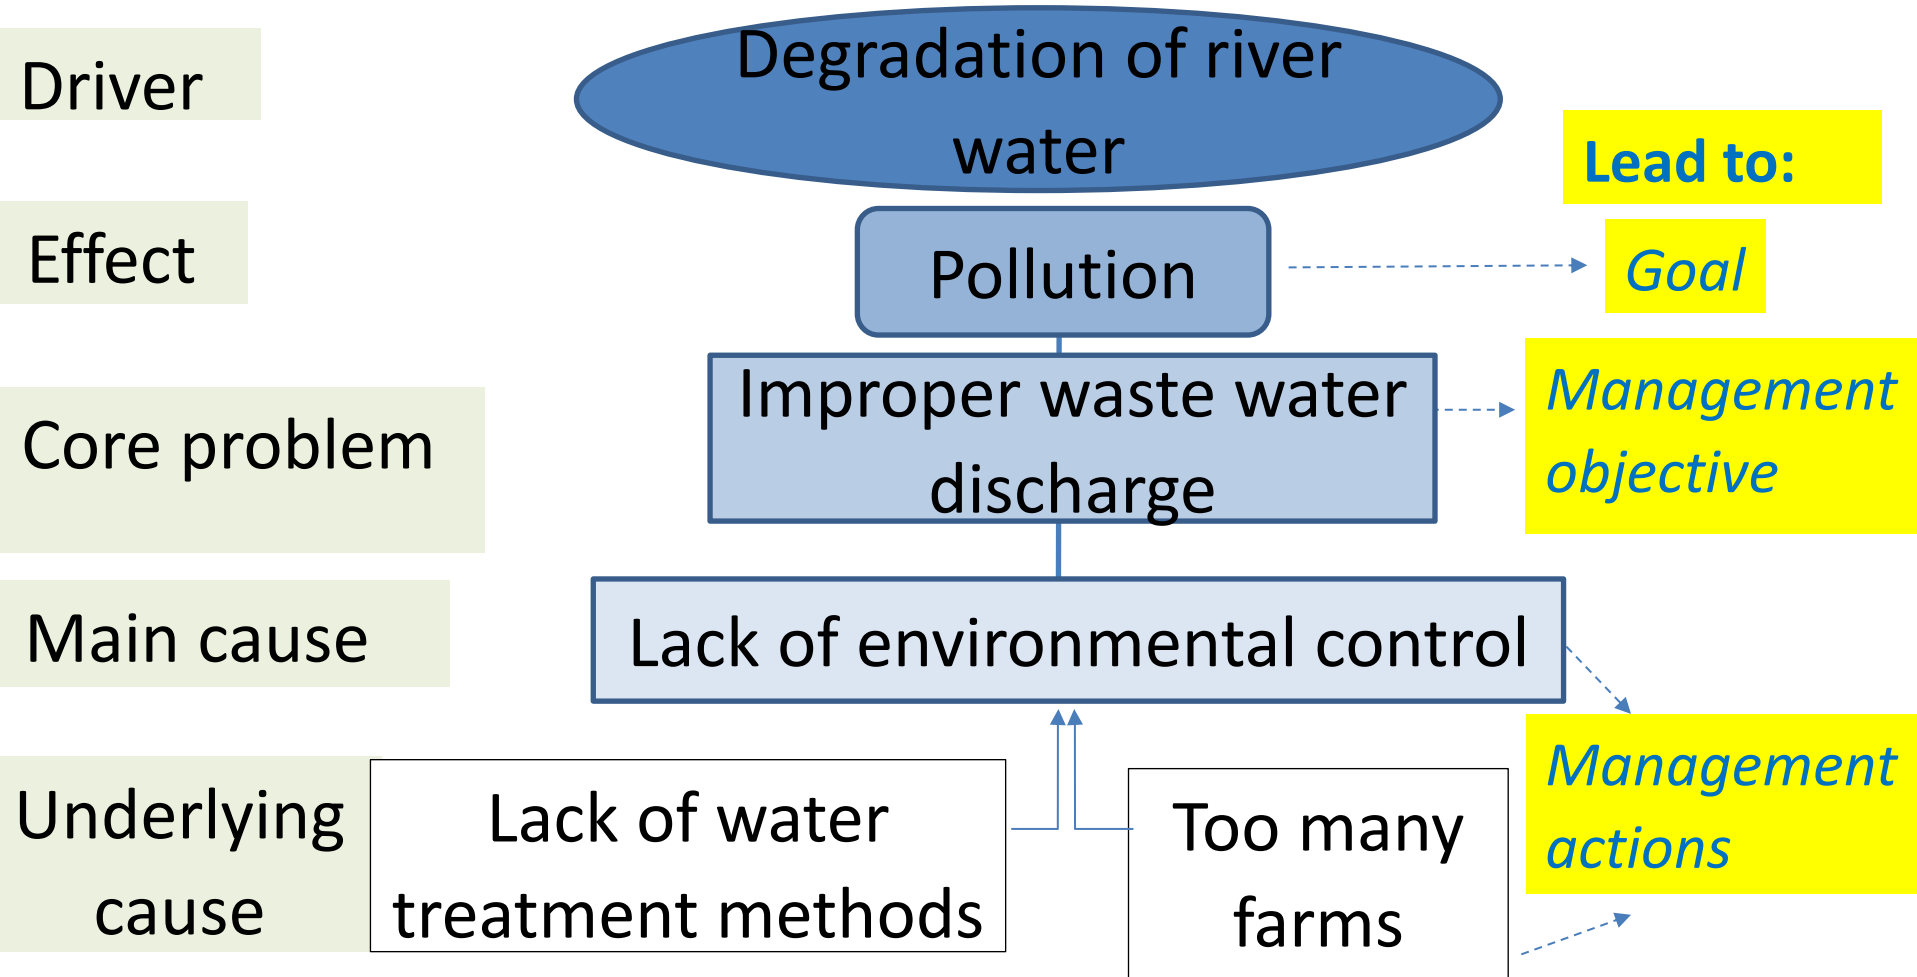 Driver
Degradation of river
water
Lead to:
Effect
Pollution
Goal
Core problem
Improper waste water
discharge
Management
objective
Main cause
Lack of environmental control
Underlying
cause
Lack of water
treatment methods
Too many
farms
Management
actions